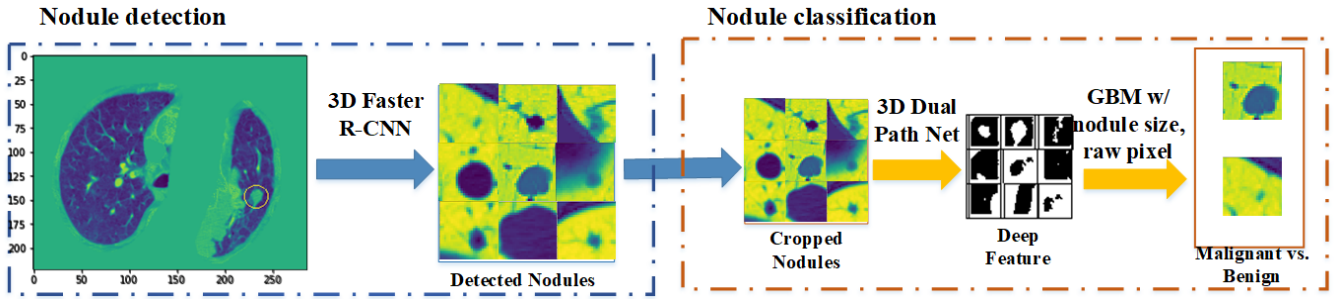 Nodule detection
Nodule classification
0
25
50
75
100
125
150
175
200
0
50
100
150
200
250
3D Faster
R-CNN
Detected Nodules
Cropped
Nodules
3D Dual
Path Net
Deep
Feature
GBM w/
nodule size,
raw pixel
Malignant vs.
Benign